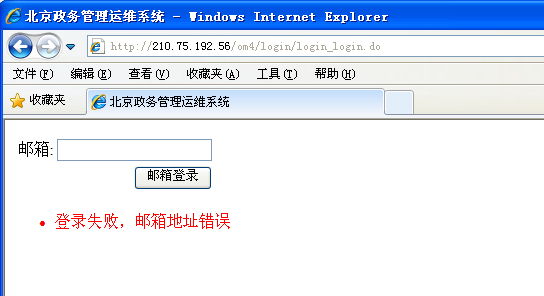 北京政务管理运维系统 - Windows Internet Explorer
http://210.75.192.56/om4/login/login_login.do
文件(F) 编辑(E) 查看(V) 收藏夹(A) 工具(T) 帮助(H)
收藏夹 北京政务管理运维系统
邮箱:
邮箱登录
登录失败，邮箱地址错误